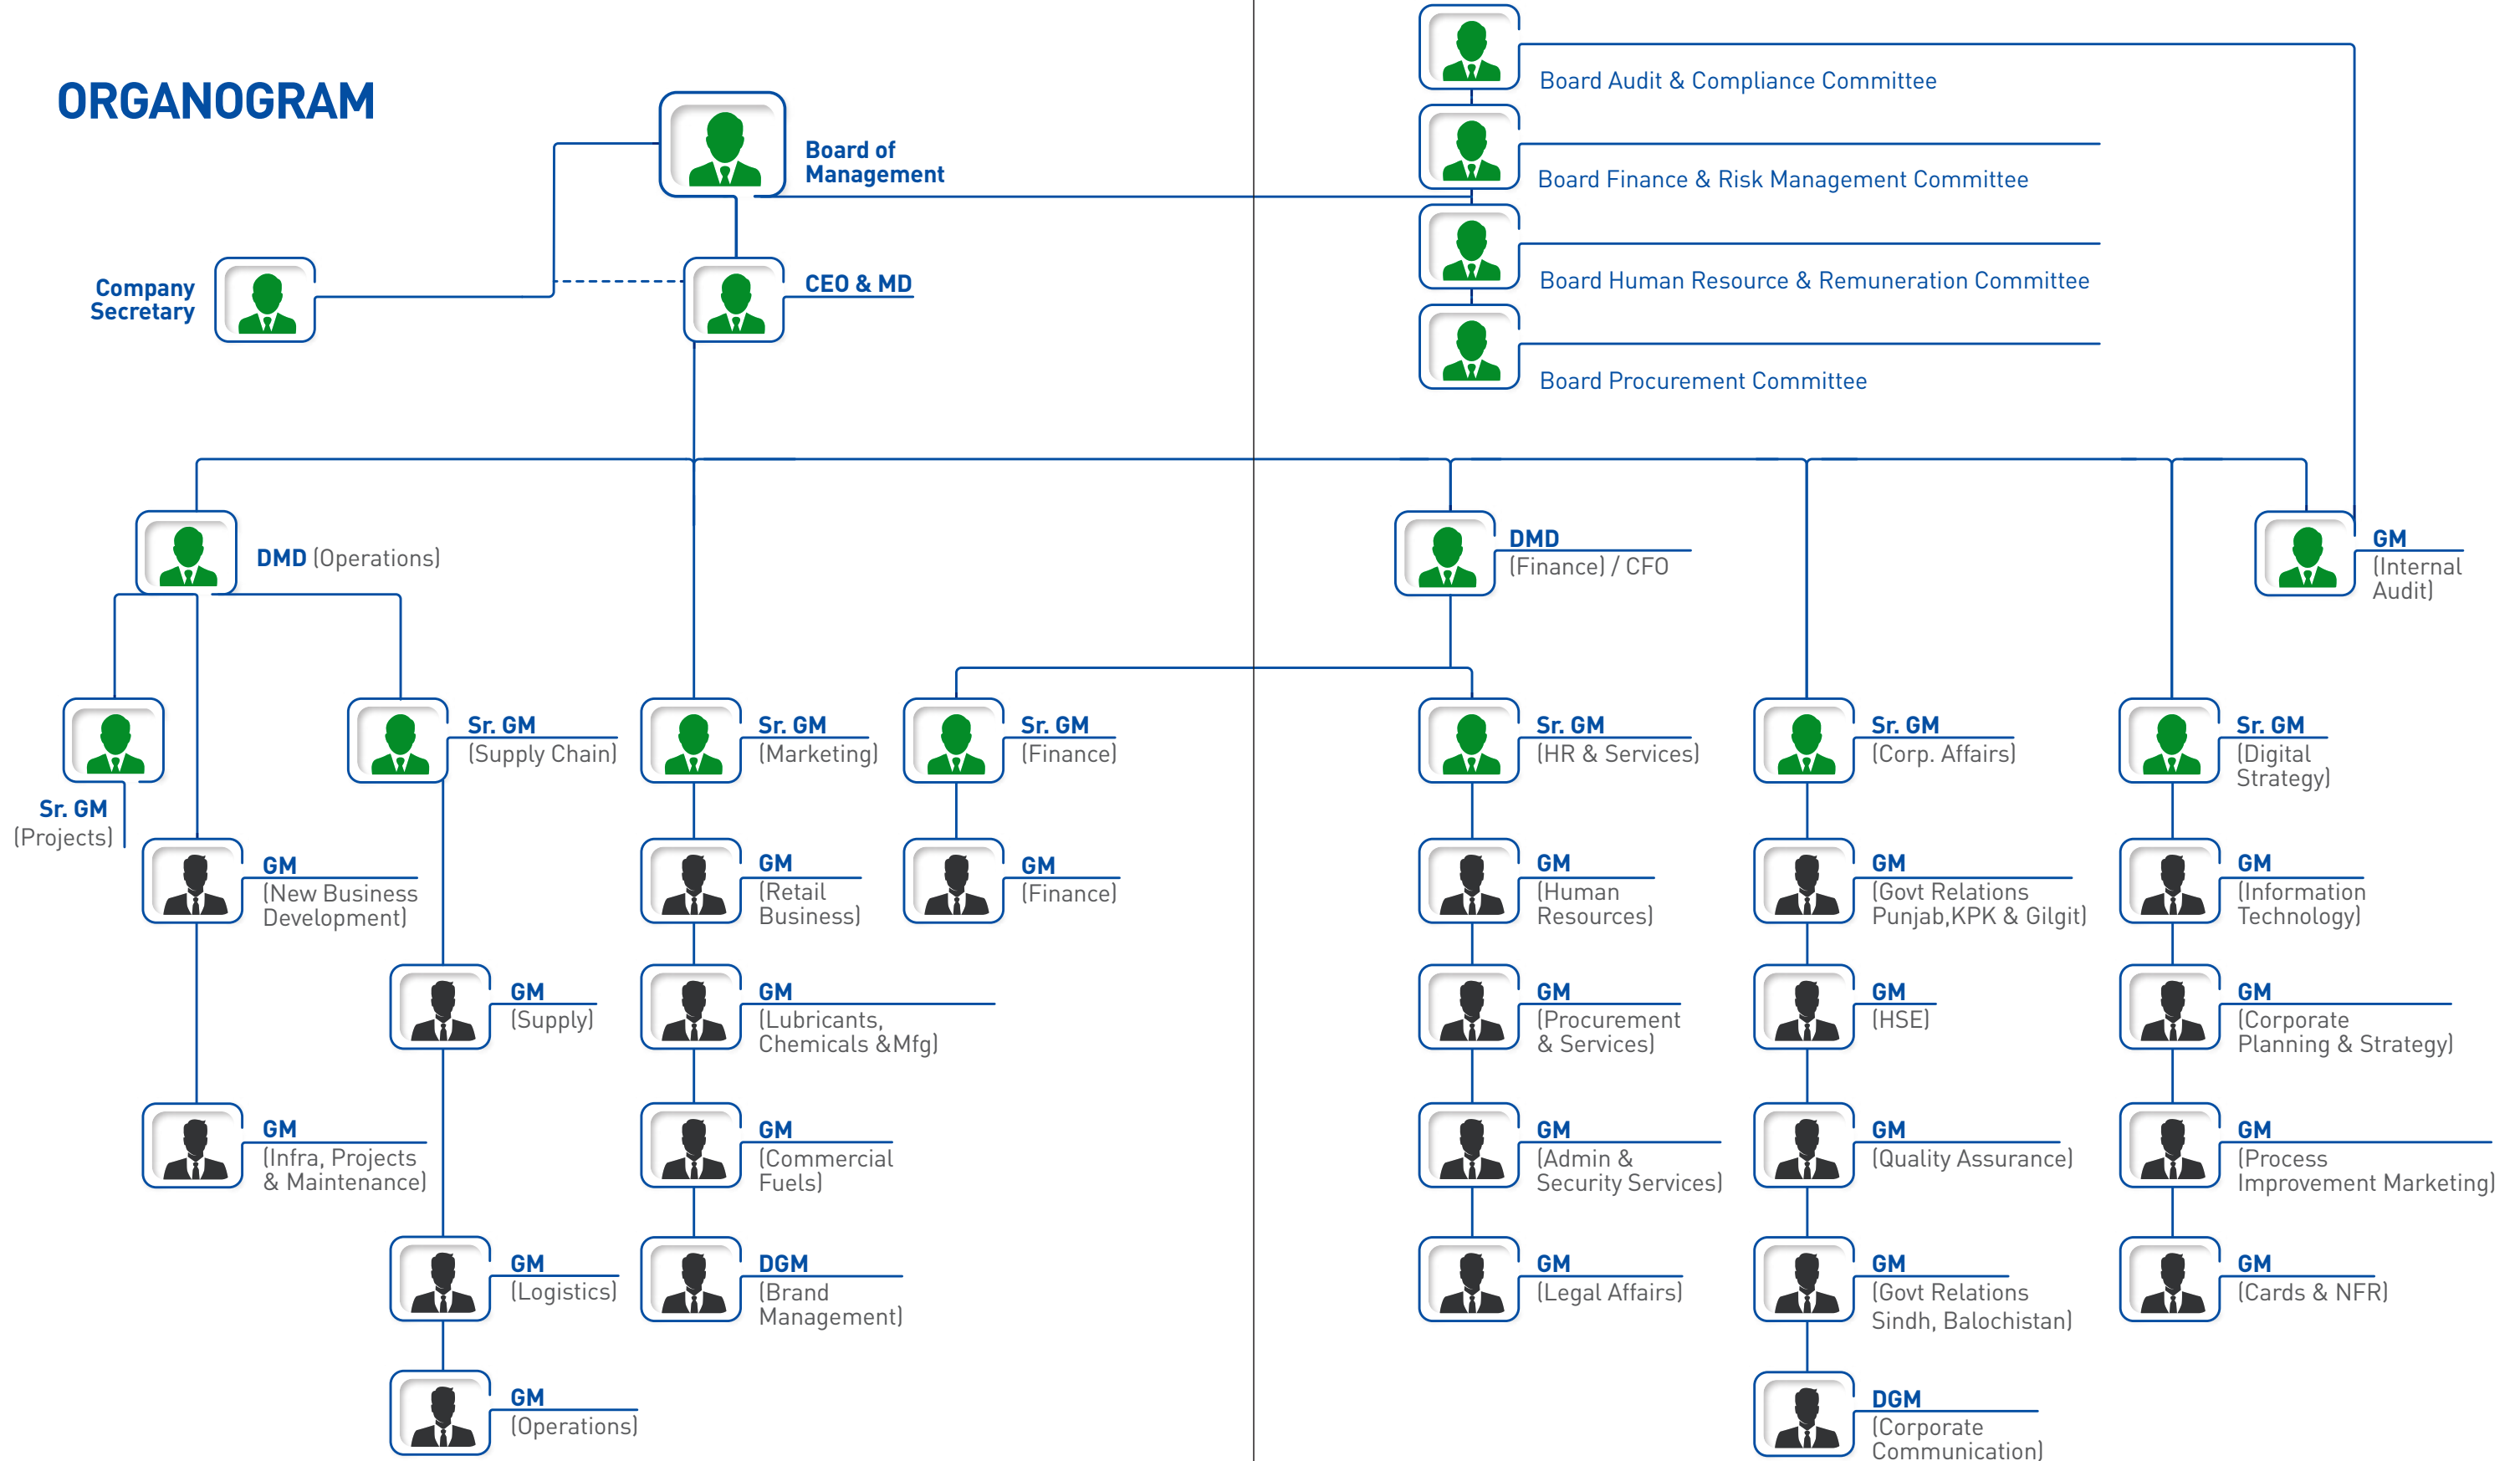 ORGANOGRAM
Board of
Management
Company
Secretary
CEO & MD
Board Audit & Compliance Committee
Board Finance & Risk Management Committee
Board Human Resource & Remuneration Committee
Board Procurement Committee
DMD (Operations)
DMD
(Finance) / CFO
GM
(Internal
Audit)
Sr. GM
(Projects)
Sr. GM
(Supply Chain)
Sr. GM
(Marketing)
Sr. GM
(Finance)
Sr. GM
(HR & Services)
Sr. GM
(Corp. Affairs)
Sr. GM
(Digital
Strategy)
GM
(New Business
Development)
GM
(Retail
Business)
GM
(Finance)
GM
(Human
Resources)
GM
(Govt Relations
Punjab,KPK & Gilgit)
GM
(Information
Technology)
GM
(Supply)
GM
(Lubricants,
Chemicals &Mfg)
GM
(Procurement
& Services)
GM
(HSE)
GM
(Corporate
Planning & Strategy)
GM
(Infra, Projects
& Maintenance)
GM
(Commercial
Fuels)
GM
(Admin &
Security Services)
GM
(Quality Assurance)
GM
(Process
Improvement Marketing)
GM
(Logistics)
DGM
(Brand
Management)
GM
(Legal Affairs)
GM
(Govt Relations
Sindh, Balochistan)
GM
(Cards & NFR)
GM
(Operations)
DGM
(Corporate
Communication)